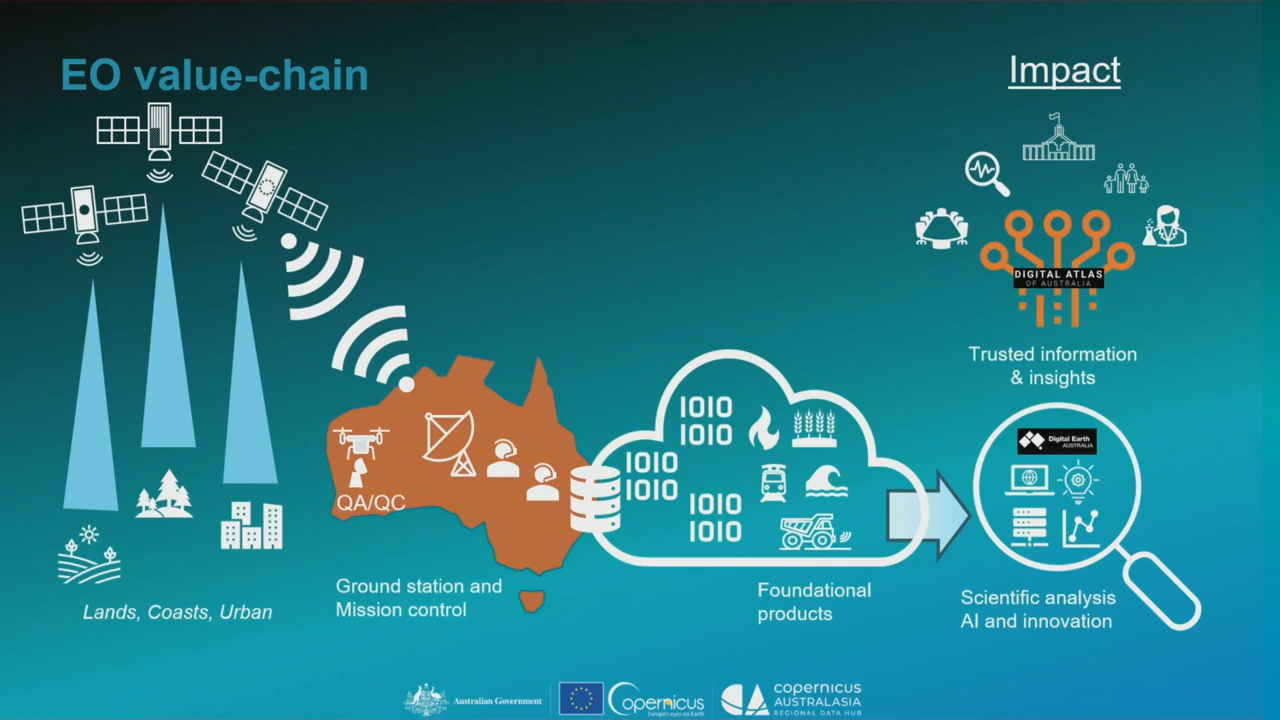 EO value-chain
Impact
DIGITAL ATLAS
OF AUSTRALIA
Trusted information
& insights
1010
1010
1010
1010
1010
1010
Digital Earth
AUSTRALIA
QA/QC
Ground station and
Mission control
Foundational
products
Scientific analysis
AI and innovation
Lands, Coasts, Urban
Australian Government
opernicus
Europe's eyes on Earth
copernicus
AUSTRALASIA
REGIONAL DATA HUB